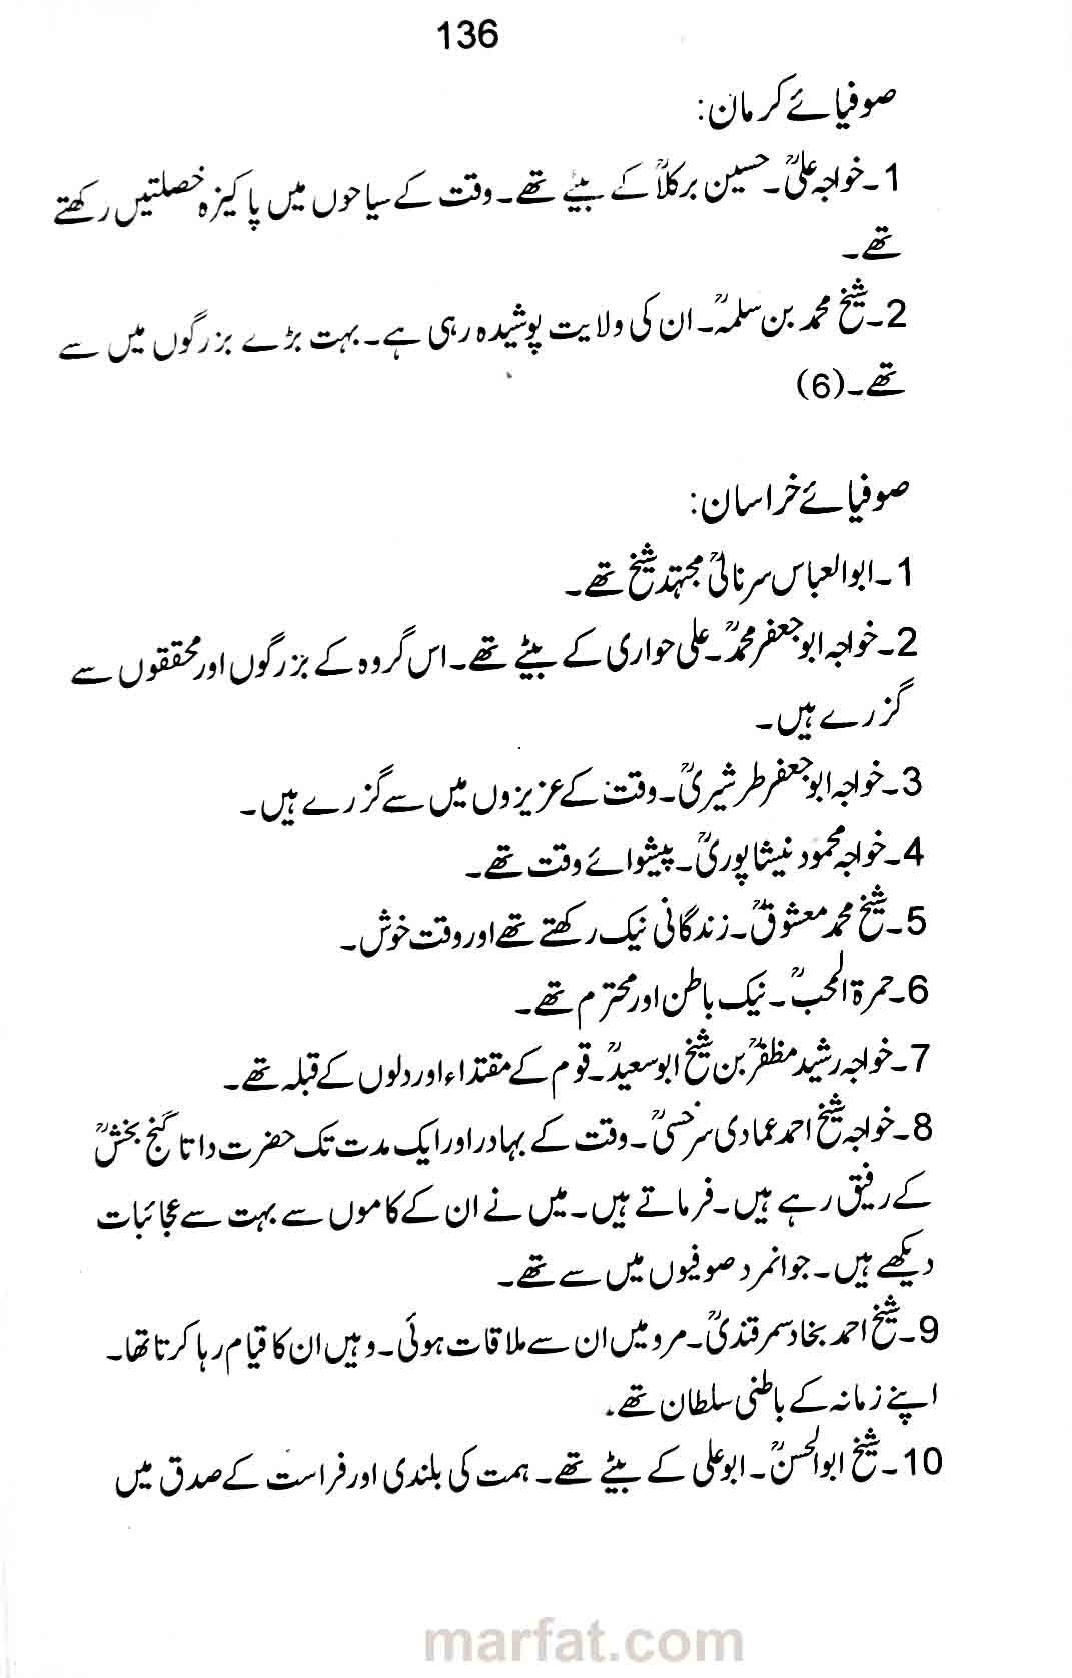 136
صوفیائے کرمان:
1۔خواجہ علیؒ۔ حسین برکلاؒ کے بیٹے تھے۔ وقت کے سیاحوں میں پاکیزہ خصلتیں رکھتے
تھے۔
2۔شیخ محمد بن سلمہؒ۔ ان کی ولایت پوشیدہ رہی ہے۔ بہت بڑے بزرگوں میں سے
تھے۔(6)
صوفیائے خراسان:
1۔ابوالعباس سرنائیؒ مجتہد شیخ تھے۔
2۔خواجہ ابو جعفر محمدؒ۔ علی حواری کے بیٹے تھے۔ اس گروہ کے بزرگوں اور محققوں سے
گزرے ہیں۔
3۔خواجہ ابو جعفر طرشیریؒ۔ وقت کے عزیزوں میں سے گزرے ہیں۔
4۔خواجہ محمود نیشاپوریؒ۔ پیشوائے وقت تھے۔
5۔شیخ محمد معشوقؒ۔ زندگانی نیک رکھتے تھے اور وقت خوش۔
6۔حمرۃ المحبؒ۔ نیک باطن اور محترم تھے۔
7۔خواجہ رشید مظفرؒ بن شیخ ابو سعیدؒ۔ قوم کے مقتداء اور دلوں کے قبلہ تھے۔
8۔خواجہ شیخ احمد عمادی سرخسیؒ۔ وقت کے بہادر اور ایک مدت تک حضرت داتا گنج بخشؒ
کے رفیق رہے ہیں۔ فرماتے ہیں۔ میں نے ان کے کاموں سے بہت سے عجائبات
دیکھے ہیں۔ جوانمرد صوفیوں میں سے تھے۔
9۔شیخ احمد بخاد سمرقندیؒ۔ مرو میں ان سے ملاقات ہوئی۔ وہیں ان کا قیام رہا کرتا تھا۔
اپنے زمانہ کے باطنی سلطان تھے۔
10۔شیخ ابوالحسنؒ۔ ابو علی کے بیٹے تھے۔ ہمت کی بلندی اور فراست کے صدق میں
marfat.com